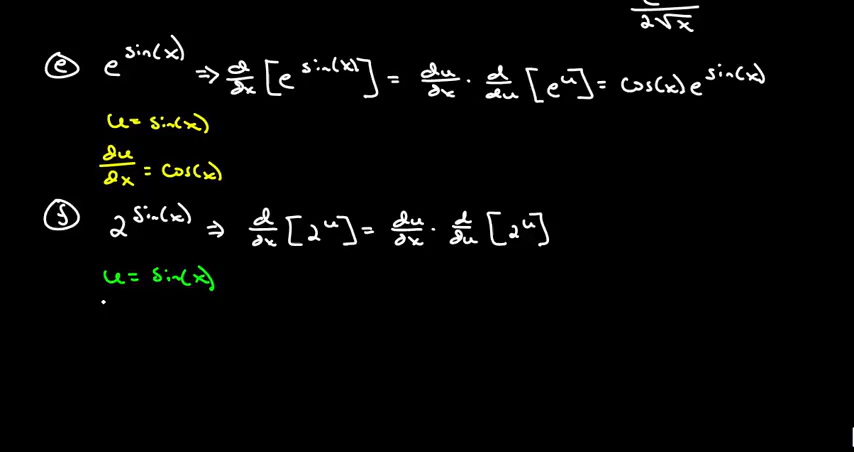 2√x
ⓔ e^sin(x) ⇒ d/dx [e^sin(x)] = du/dx · d/du [e^u] = cos(x)e^sin(x)
u = sin(x)
du/dx = cos(x)
ⓕ 2^sin(x) ⇒ d/dx [2^u] = du/dx · d/du [2^u]
u = sin(x)